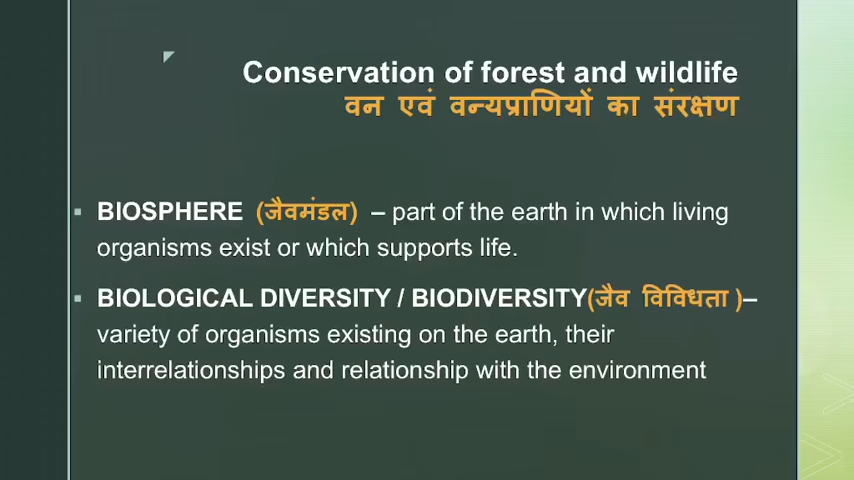 Conservation of forest and wildlife
वन एवं वन्यप्राणियों का संरक्षण
▪ BIOSPHERE (जैवमंडल) – part of the earth in which living
organisms exist or which supports life.
▪ BIOLOGICAL DIVERSITY / BIODIVERSITY(जैव विविधता )–
variety of organisms existing on the earth, their
interrelationships and relationship with the environment